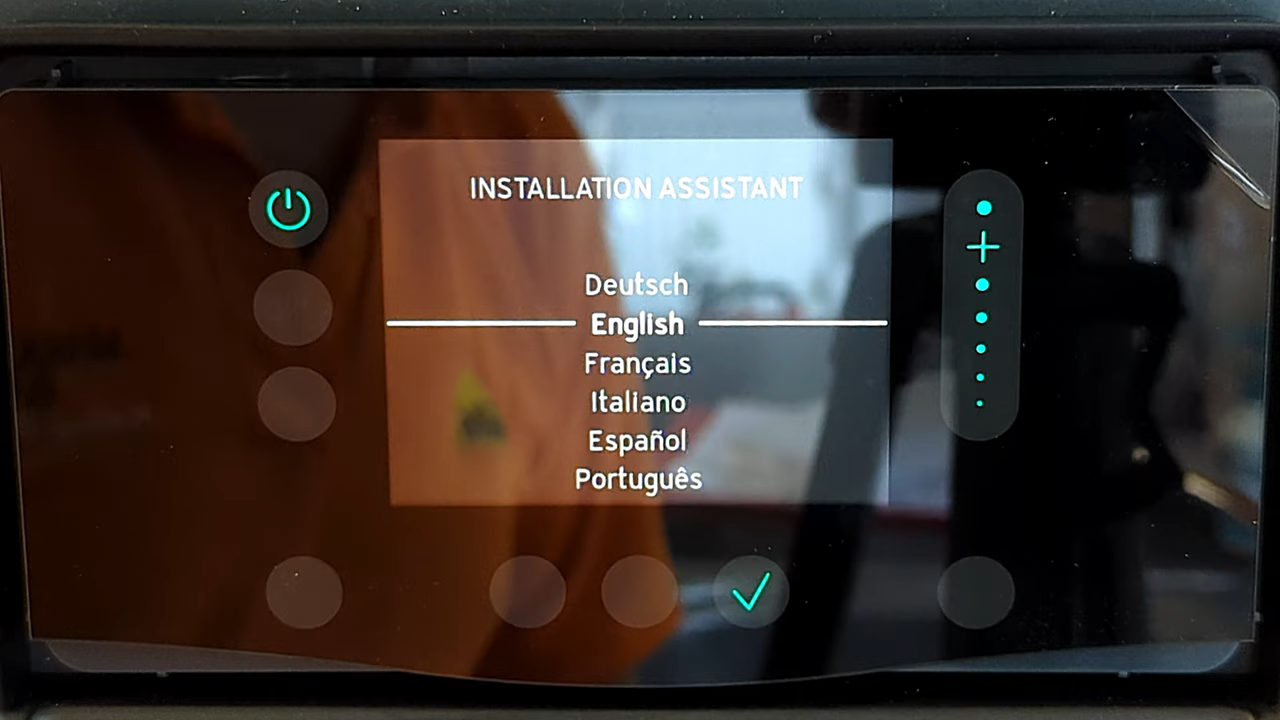 INSTALLATION ASSISTANT
Deutsch
English
Français
Italiano
Español
Português